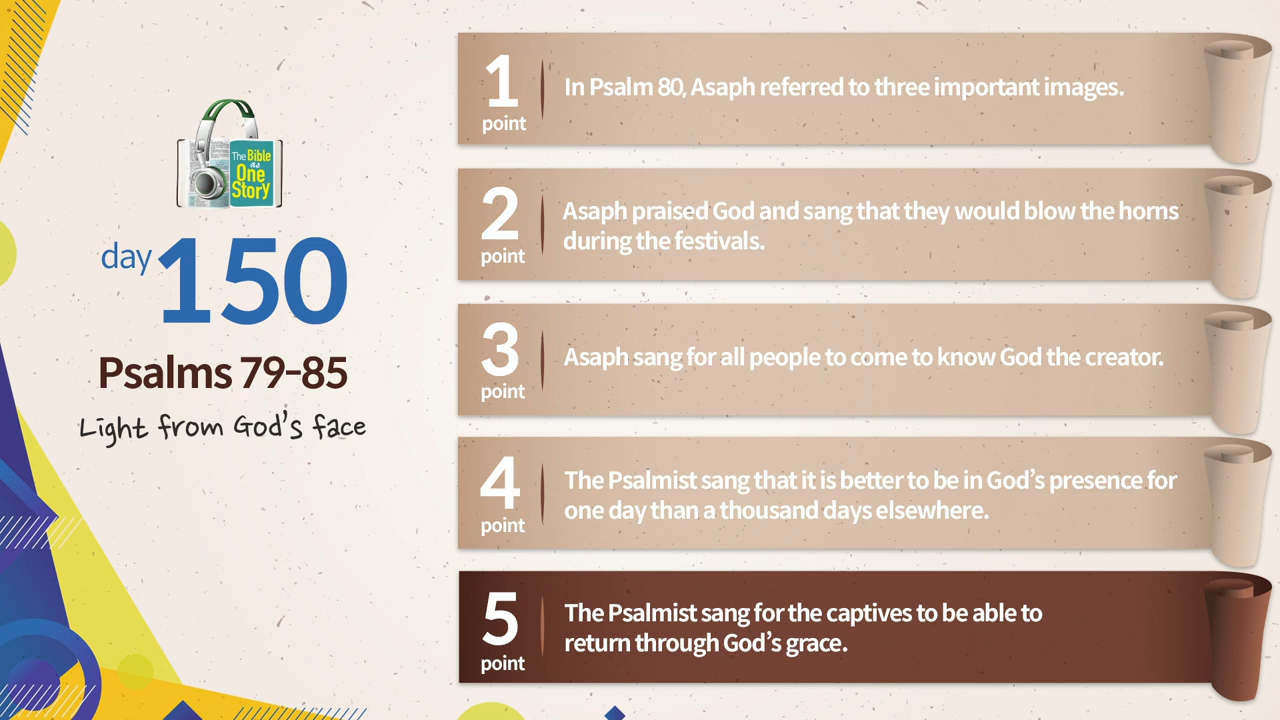 The Bible
as
One
Story
day 150
Psalms 79-85
Light from God's face
1
point
In Psalm 80, Asaph referred to three important images.
2
point
Asaph praised God and sang that they would blow the horns
during the festivals.
3
point
Asaph sang for all people to come to know God the creator.
4
point
The Psalmist sang that it is better to be in God's presence for
one day than a thousand days elsewhere.
5
point
The Psalmist sang for the captives to be able to
return through God's grace.